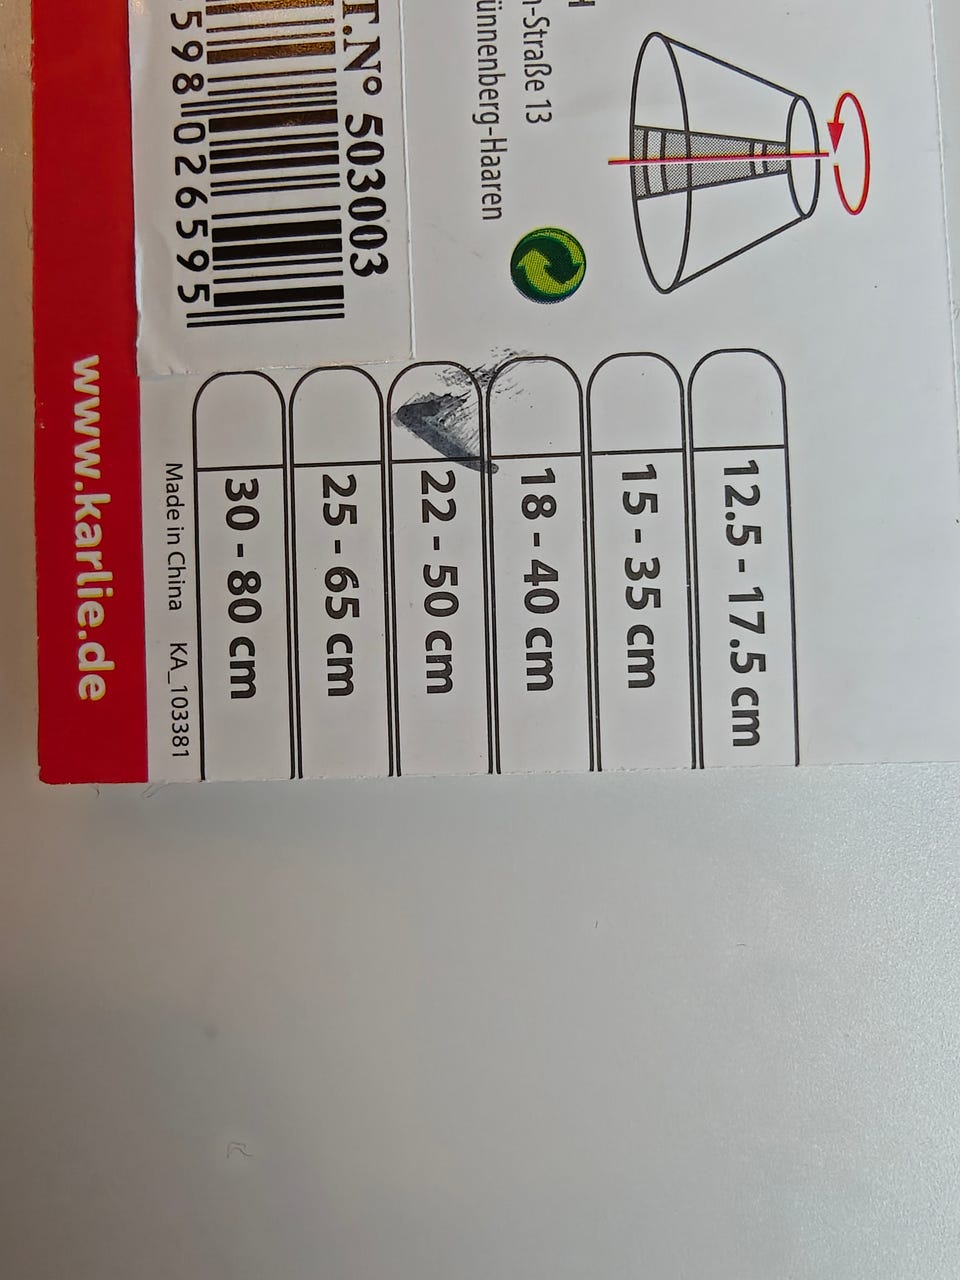 -Straße 13
ünnenberg-Haaren
T.N° 503003
598026595
12.5 - 17.5 cm
15 - 35 cm
18 - 40 cm
22 - 50 cm
25 - 65 cm
30 - 80 cm
Made in China KA_103381
www.karlie.de